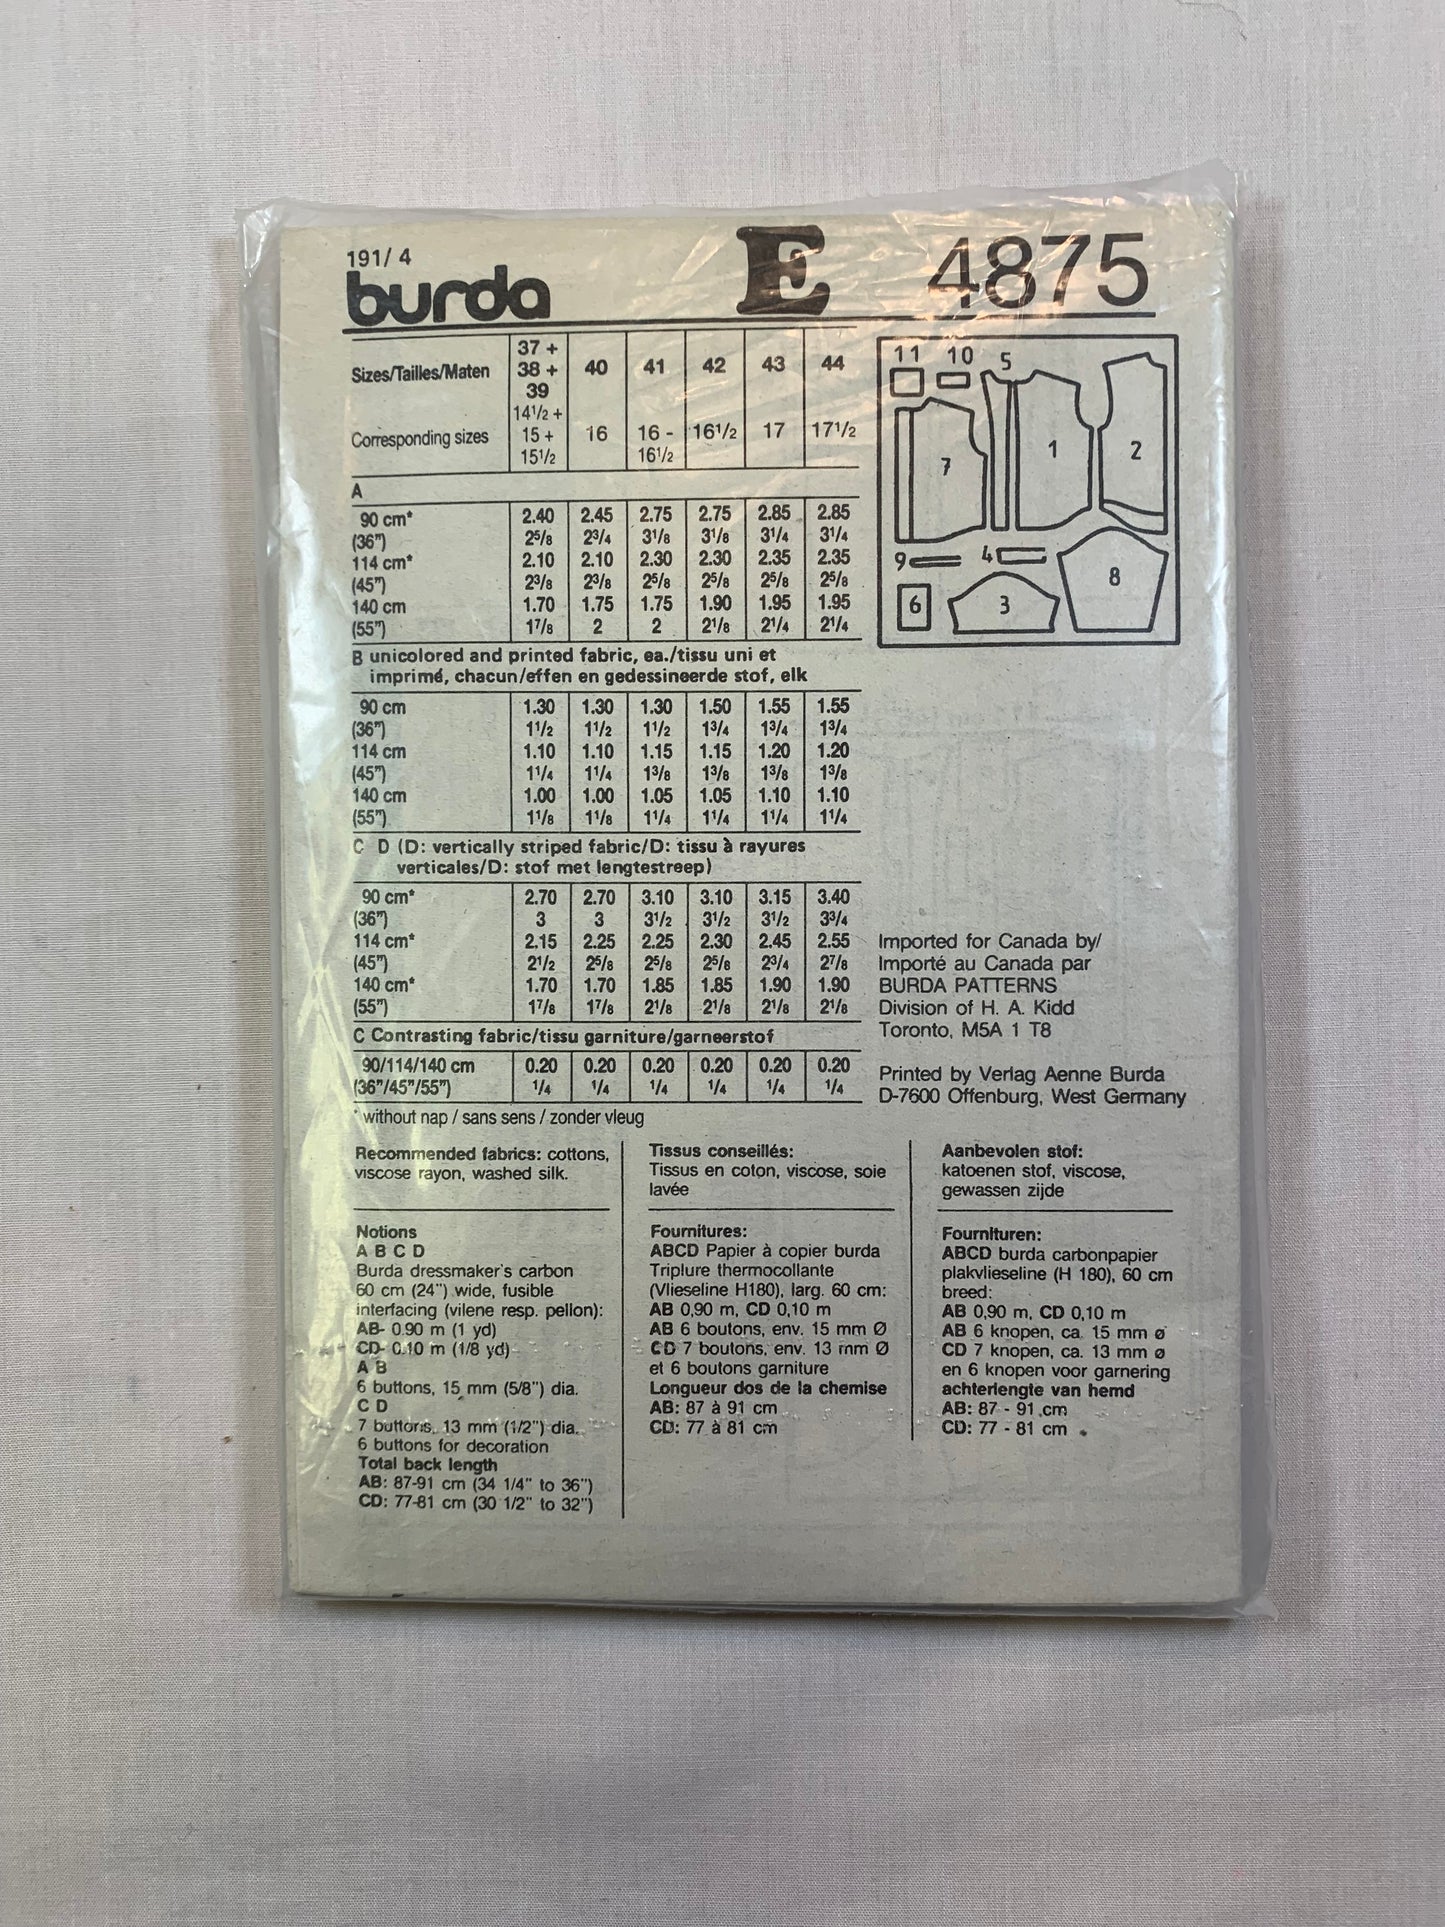 191/ 4
burda E 4875
Sizes/Tailles/Maten 37 + 38 + 39 40 41 42 43 44
Corresponding sizes 14½ + 15 + 15½ 16 16 - 16½ 16½ 17 17½
A
90 cm* 2.40 2.45 2.75 2.75 2.85 2.85
(36") 2⅝ 2¾ 3⅛ 3⅛ 3¼ 3¼
114 cm* 2.10 2.10 2.30 2.30 2.35 2.35
(45") 2⅜ 2⅜ 2⅝ 2⅝ 2⅝ 2⅝
140 cm 1.70 1.75 1.75 1.90 1.95 1.95
(55") 1⅞ 2 2 2⅛ 2¼ 2¼
B unicolored and printed fabric, ea./tissu uni et
imprimé, chacun/effen en gedessineerde stof, elk
90 cm 1.30 1.30 1.30 1.50 1.55 1.55
(36") 1½ 1½ 1½ 1¾ 1¾ 1¾
114 cm 1.10 1.10 1.15 1.15 1.20 1.20
(45") 1¼ 1¼ 1⅜ 1⅜ 1⅜ 1⅜
140 cm 1.00 1.00 1.05 1.05 1.10 1.10
(55") 1⅛ 1⅛ 1¼ 1¼ 1¼ 1¼
C D (D: vertically striped fabric/D: tissu à rayures
verticales/D: stof met lengtestreep)
90 cm* 2.70 2.70 3.10 3.10 3.15 3.40
(36") 3 3 3½ 3½ 3½ 3¾
114 cm* 2.15 2.25 2.25 2.30 2.45 2.55
(45") 2½ 2⅝ 2⅝ 2⅝ 2¾ 2⅞
140 cm* 1.70 1.70 1.85 1.85 1.90 1.90
(55") 1⅞ 1⅞ 2⅛ 2⅛ 2⅛ 2⅛
C Contrasting fabric/tissu garniture/garneerstof
90/114/140 cm 0.20 0.20 0.20 0.20 0.20 0.20
(36"/45"/55") ¼ ¼ ¼ ¼ ¼ ¼
* without nap / sans sens / zonder vleug
11 10 5
7 1 2
9 4 8
6 3
Imported for Canada by/
Importé au Canada par
BURDA PATTERNS
Division of H. A. Kidd
Toronto, M5A 1 T8
Printed by Verlag Aenne Burda
D-7600 Offenburg, West Germany
Recommended fabrics: cottons,
viscose rayon, washed silk.
Notions
A B C D
Burda dressmaker's carbon
60 cm (24") wide, fusible
interfacing (vilene resp. pellon):
AB- 0.90 m (1 yd)
CD- 0.10 m (1/8 yd)
A B
6 buttons, 15 mm (5/8") dia.
C D
7 buttons, 13 mm (1/2") dia.
6 buttons for decoration
Total back length
AB: 87-91 cm (34 1/4" to 36")
CD: 77-81 cm (30 1/2" to 32")
Tissus conseillés:
Tissus en coton, viscose, soie
lavée
Fournitures:
ABCD Papier à copier burda
Triplure thermocollante
(Vlieseline H180), larg. 60 cm:
AB 0,90 m, CD 0,10 m
AB 6 boutons, env. 15 mm Ø
CD 7 boutons, env. 13 mm Ø
et 6 boutons garniture
Longueur dos de la chemise
AB: 87 à 91 cm
CD: 77 à 81 cm
Aanbevolen stof:
katoenen stof, viscose,
gewassen zijde
Fournituren:
ABCD burda carbonpapier
plakvlieseline (H 180), 60 cm
breed:
AB 0,90 m, CD 0,10 m
AB 6 knopen, ca. 15 mm ø
CD 7 knopen, ca. 13 mm ø
en 6 knopen voor garnering
achterlengte van hemd
AB: 87 - 91 cm
CD: 77 - 81 cm